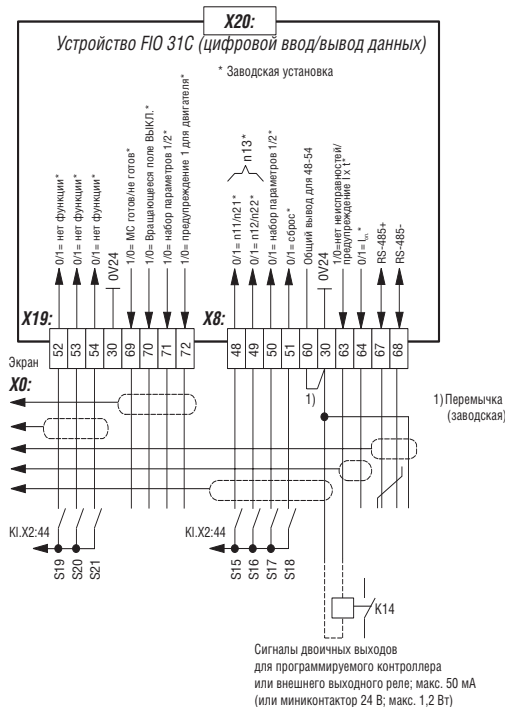 X20:
Устройство FIO 31C (цифровой ввод/вывод данных)
* Заводская установка
0/1= нет функции*
0/1= нет функции*
0/1= нет функции*
0V24
1/0= МС готов/не готов*
1/0= Вращающееся поле ВЫКЛ.*
1/0= набор параметров 1/2*
1/0= предупреждение 1 для двигателя*
n13*
0/1= n11/n21*
0/1= n12/n22*
0/1= набор параметров 1/2*
0/1= сброс*
Общий вывод для 48-54
0V24
1/0=нет неисправностей/
предупреждение I x t*
RS-485+
RS-485-
X19:
X8:
52
53
54
30
69
70
71
72
48
49
50
51
60
30
63
64
67
68
Экран
X0:
1)
1) Перемычка
(заводская)
KI.X2:44
S19
S20
S21
KI.X2:44
S15
S16
S17
S18
K14
Сигналы двоичных выходов
для программируемого контроллера
или внешнего выходного реле; макс. 50 мА
(или миниконтактор 24 В; макс. 1,2 Вт)